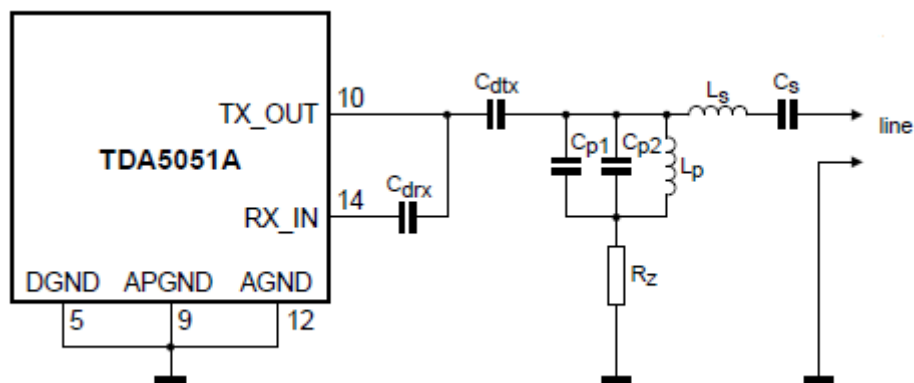 TX_OUT 10
TDA5051A
RX_IN 14
DGND APGND AGND
5 9 12
Cdrx
Cdtx
Cp1 Cp2 Lp
Rz
Ls Cs
line